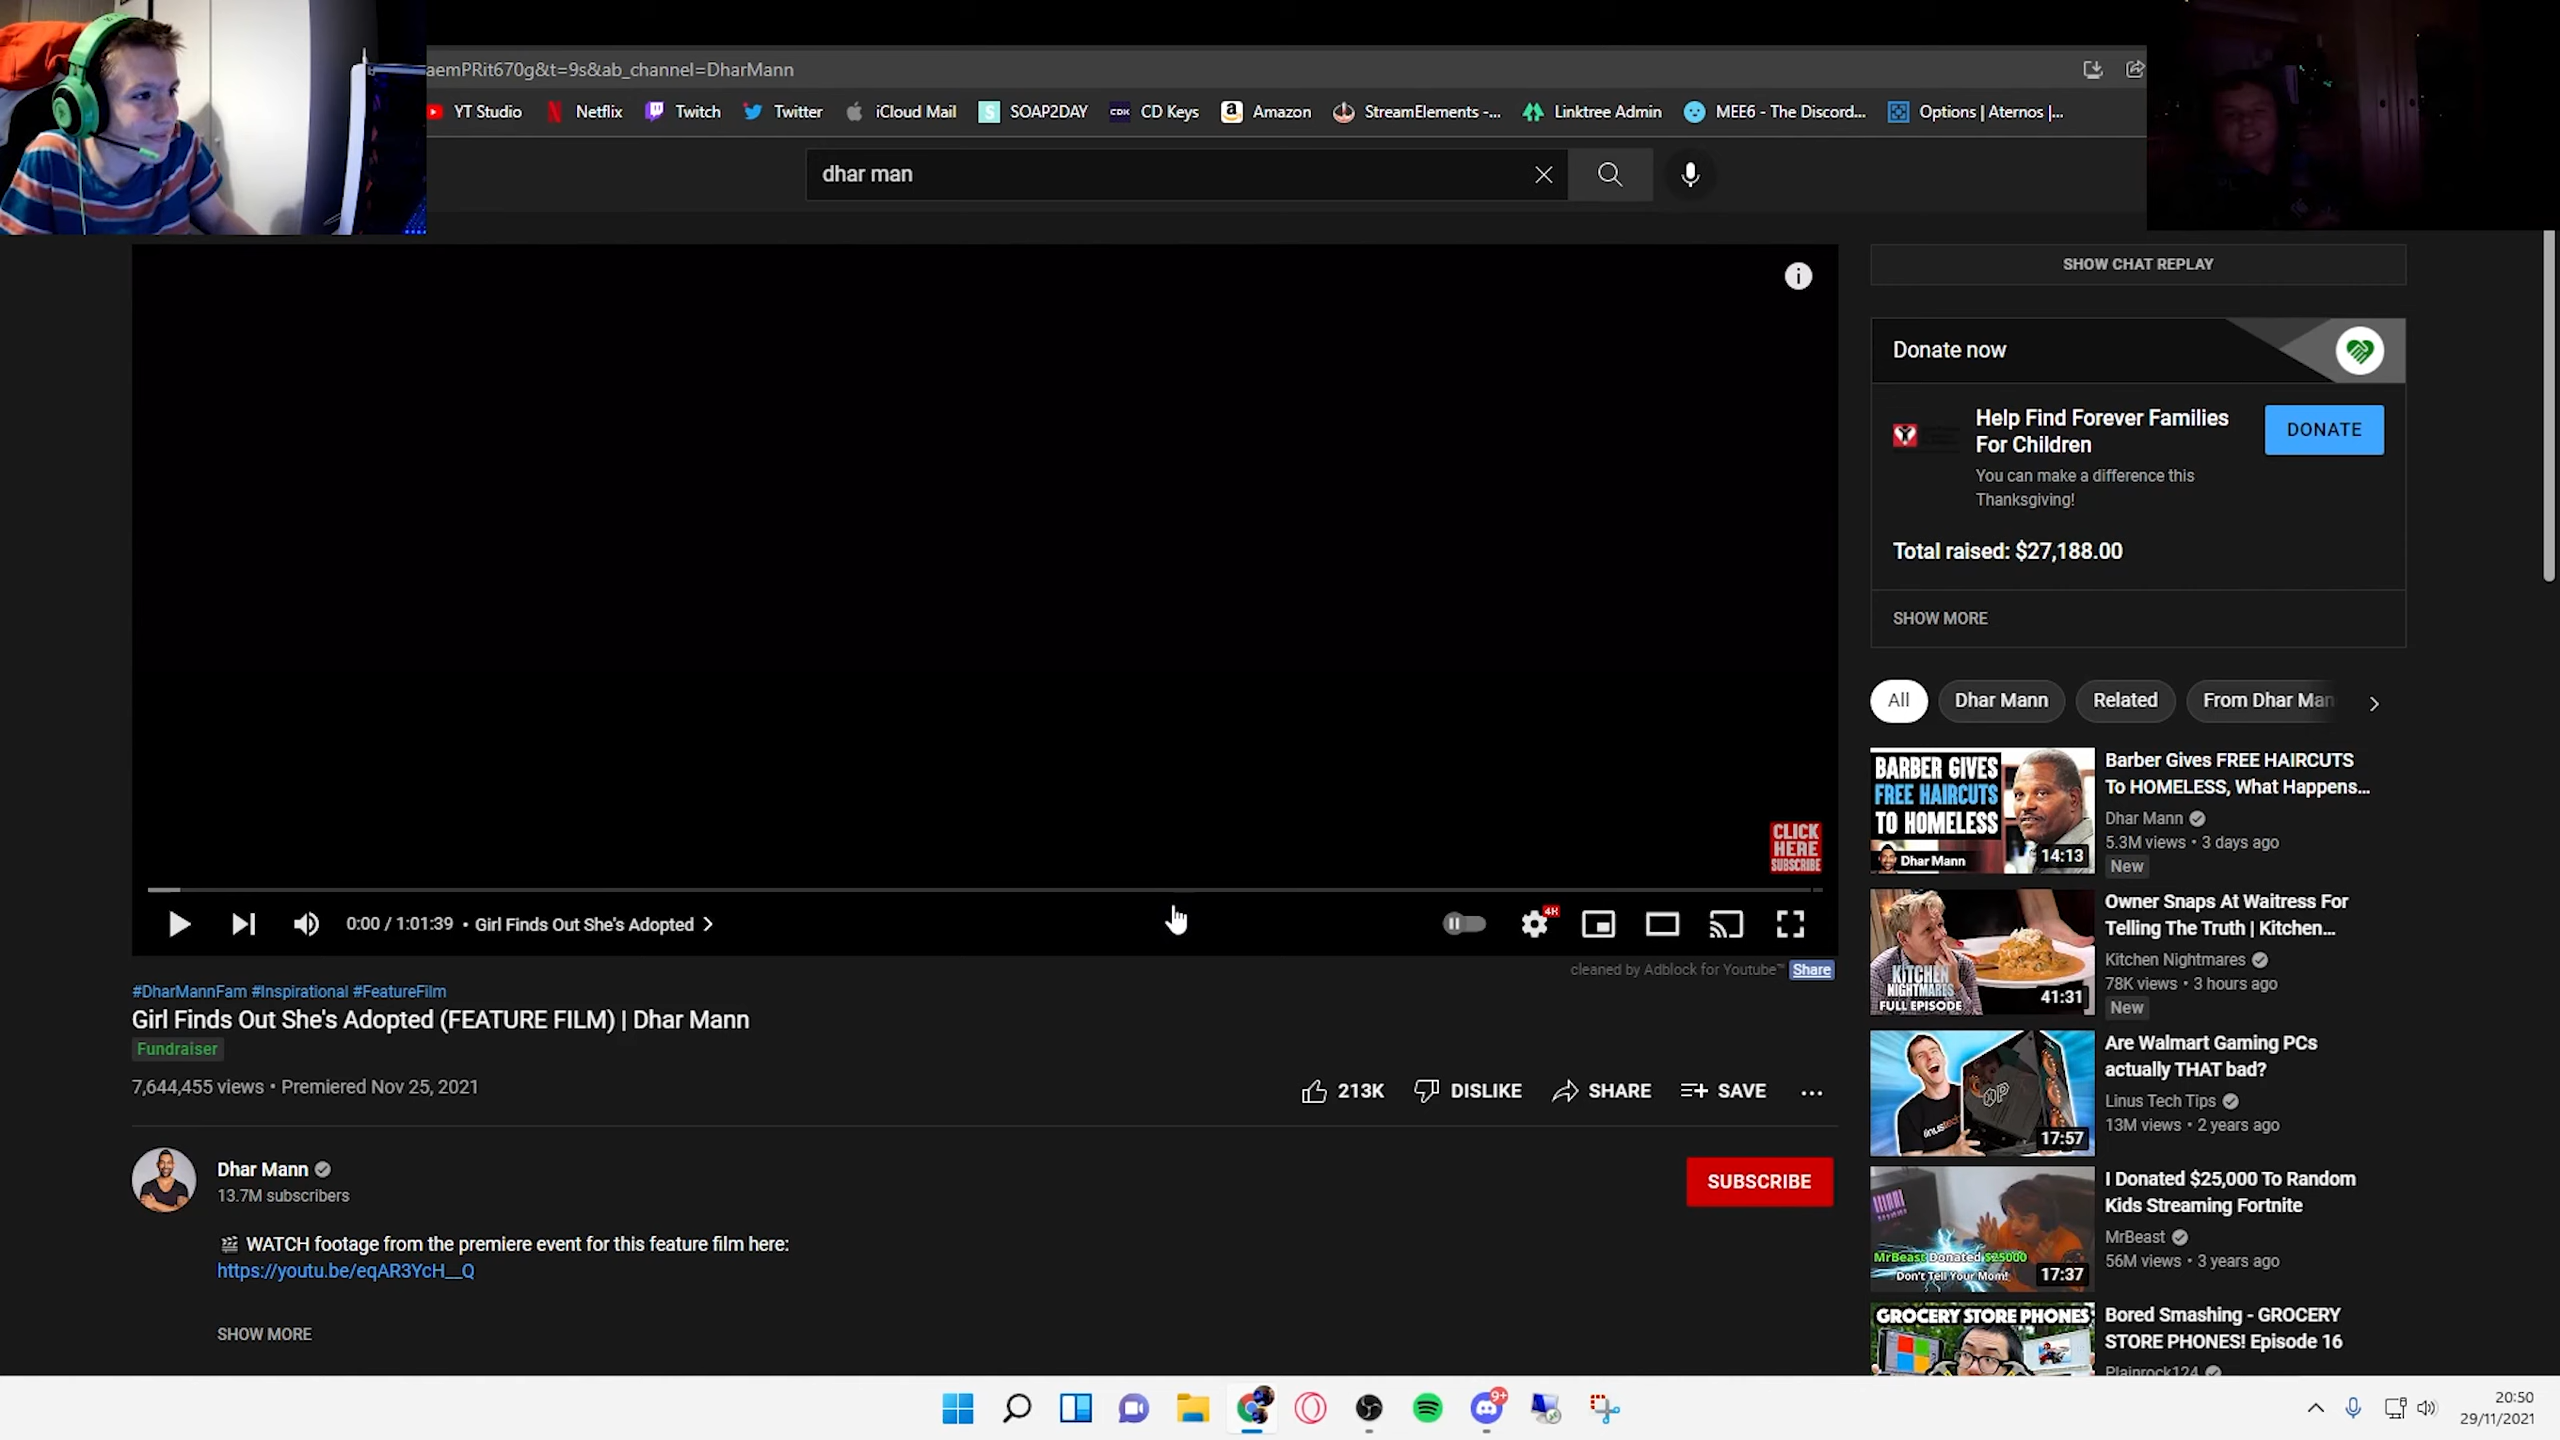 aemPRit670g&t=9s&ab_channel=DharMann
YT Studio Netflix Twitch Twitter iCloud Mail SOAP2DAY CD Keys Amazon StreamElements -... Linktree Admin MEE6 - The Discord... Options | Aternos |...
dhar man
SHOW CHAT REPLAY
Donate now
Help Find Forever Families
For Children
DONATE
You can make a difference this
Thanksgiving!
Total raised: $27,188.00
SHOW MORE
All Dhar Mann Related From Dhar Man
CLICK
HERE
SUBSCRIBE
0:00 / 1:01:39 • Girl Finds Out She's Adopted
4K
cleaned by Adblock for Youtube™ Share
#DharMannFam #Inspirational #FeatureFilm
Girl Finds Out She's Adopted (FEATURE FILM) | Dhar Mann
Fundraiser
7,644,455 views • Premiered Nov 25, 2021
213K DISLIKE SHARE SAVE
Dhar Mann
13.7M subscribers
SUBSCRIBE
WATCH footage from the premiere event for this feature film here:
https://youtu.be/eqAR3YcH__Q
SHOW MORE
BARBER GIVES
FREE HAIRCUTS
TO HOMELESS
Dhar Mann
14:13
Barber Gives FREE HAIRCUTS
To HOMELESS, What Happens...
Dhar Mann
5.3M views • 3 days ago
New
KITCHEN
NIGHTMARES
FULL EPISODE
41:31
Owner Snaps At Waitress For
Telling The Truth | Kitchen...
Kitchen Nightmares
78K views • 3 hours ago
New
17:57
Are Walmart Gaming PCs
actually THAT bad?
Linus Tech Tips
13M views • 2 years ago
MrBeast Donated $25000
Don't Tell Your Mom!
17:37
I Donated $25,000 To Random
Kids Streaming Fortnite
MrBeast
56M views • 3 years ago
GROCERY STORE PHONES
Bored Smashing - GROCERY
STORE PHONES! Episode 16
Plainrock124
9+
20:50
29/11/2021